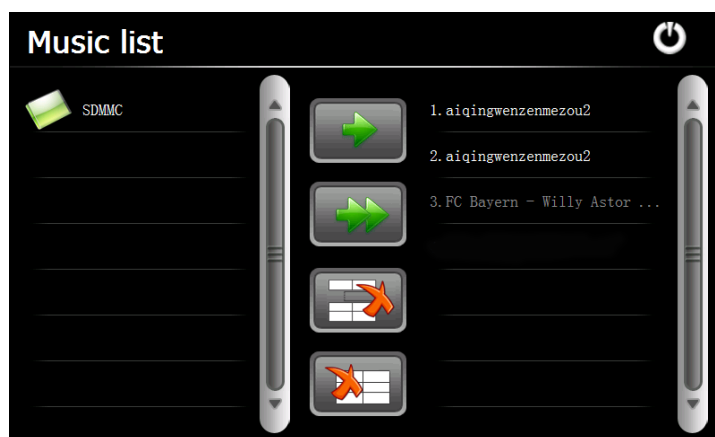 Music list
SDMMC
1.aiqingwenzenmezou2
2.aiqingwenzenmezou2
3.FC Bayern - Willy Astor ...